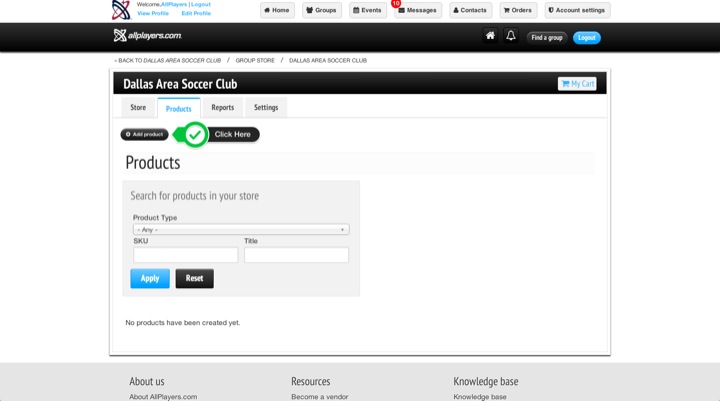 Welcome,AllPlayers | Logout
View Profile Edit Profile
Home Groups Events 10 Messages Contacts Orders Account settings
allplayers.com
Find a group Logout
« BACK TO DALLAS AREA SOCCER CLUB / GROUP STORE / DALLAS AREA SOCCER CLUB
Dallas Area Soccer Club
My Cart
Store Products Reports Settings
Add product Click Here
Products
Search for products in your store
Product Type
- Any -
SKU Title
Apply Reset
No products have been created yet.
About us Resources Knowledge base
About AllPlayers.com Become a vendor Knowledge base